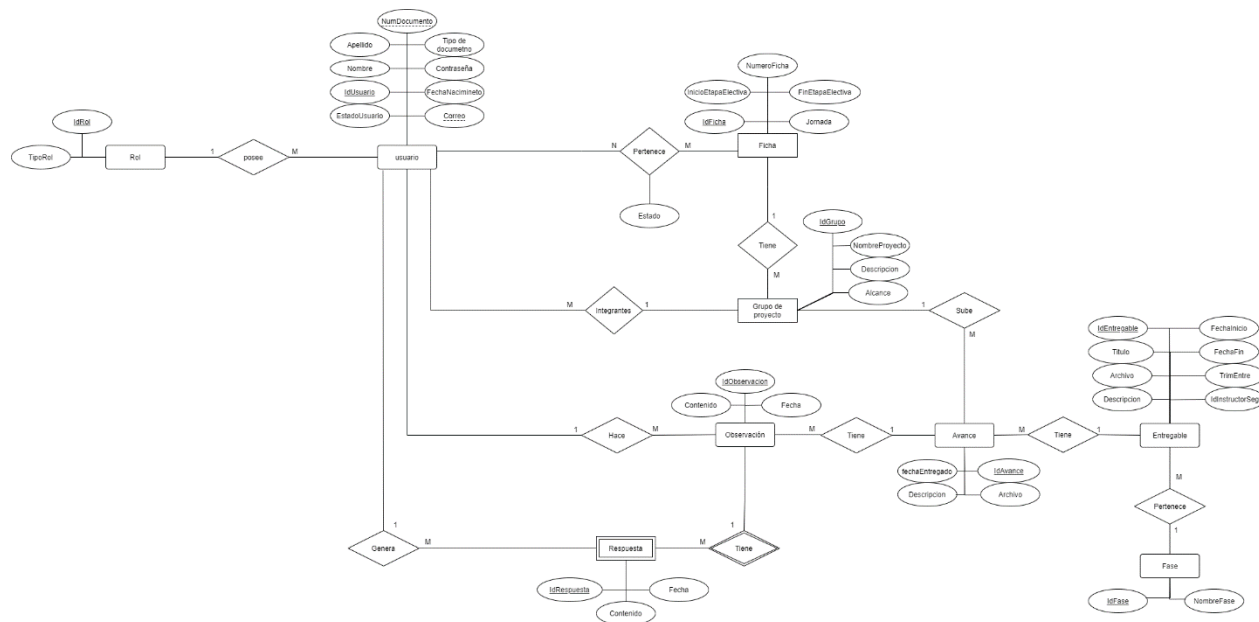 NumDocumento
Apellido
Tipo de
documetno
Nombre
Contraseña
IdUsuario
FechaNacimineto
EstadoUsuario
Correo
NumeroFicha
InicioEtapaElectiva
FinEtapaElectiva
IdFicha
Jornada
IdRol
TipoRol
Rol
1
posee
M
usuario
N
Pertenece
M
Ficha
Estado
1
Tiene
M
IdGrupo
NombreProyecto
Descripcion
Alcance
M
Integrantes
1
Grupo de
proyecto
1
Sube
M
IdEntregable
FechaInicio
Titulo
FechaFin
Archivo
TrimEntre
Descripcion
IdInstructorSeg
IdObservacion
Contenido
Fecha
1
Hace
M
Observación
M
Tiene
1
Avance
M
Tiene
1
Entregable
fechaEntregado
IdAvance
Descripcion
Archivo
M
Pertenece
1
Fase
IdFase
NombreFase
1
Genera
M
Respuesta
M
Tiene
1
IdRespuesta
Fecha
Contenido